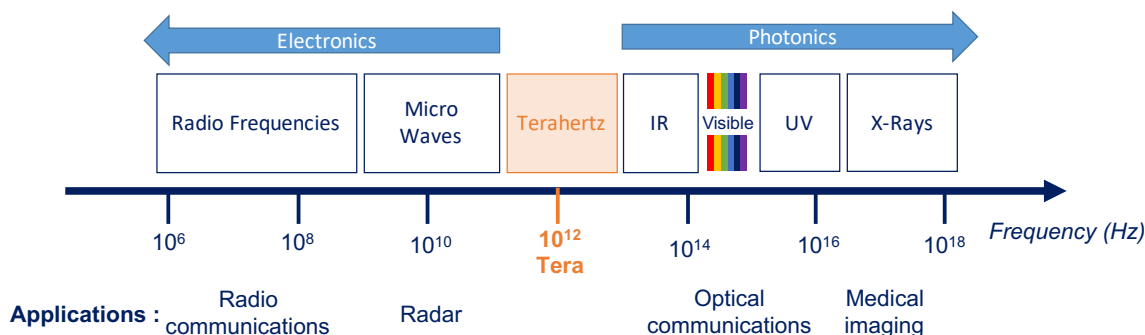 Electronics
Photonics
Radio Frequencies
Micro
Waves
Terahertz
IR
Visible
UV
X-Rays
10⁶
10⁸
10¹⁰
10¹²
Tera
10¹⁴
10¹⁶
10¹⁸
Frequency (Hz)
Applications :
Radio
communications
Radar
Optical
communications
Medical
imaging